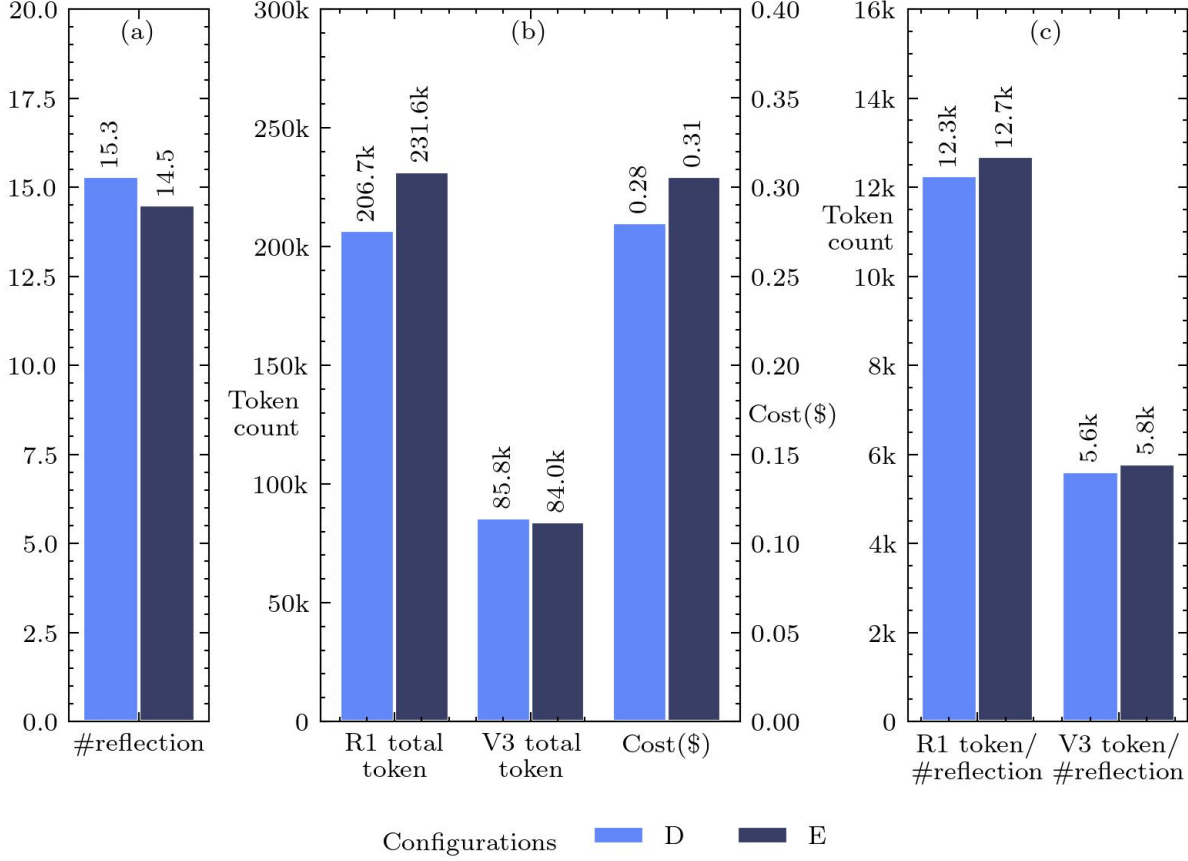 (a)
20.0
17.5
15.0
12.5
10.0
7.5
5.0
2.5
0.0
15.3
14.5
#reflection
(b)
300k
250k
200k
150k
100k
50k
0
Token
count
206.7k
231.6k
85.8k
84.0k
0.28
0.31
R1 total
token
V3 total
token
Cost($)
0.40
0.35
0.30
0.25
0.20
0.15
0.10
0.05
0.00
Cost($)
(c)
16k
14k
12k
10k
8k
6k
4k
2k
0
Token
count
12.3k
12.7k
5.6k
5.8k
R1 token/
#reflection
V3 token/
#reflection
Configurations D E